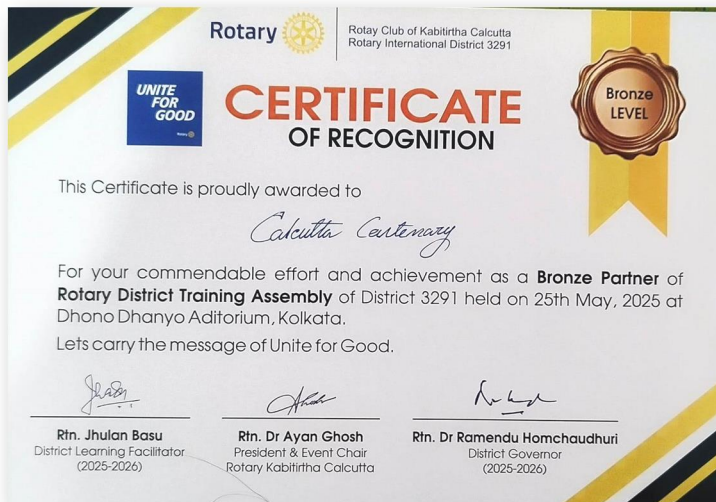 Rotary
Rotay Club of Kabitirtha Calcutta
Rotary International District 3291
UNITE
FOR
GOOD
Rotary
CERTIFICATE
OF RECOGNITION
Bronze
LEVEL
This Certificate is proudly awarded to
Calcutta Centenary
For your commendable effort and achievement as a Bronze Partner of
Rotary District Training Assembly of District 3291 held on 25th May, 2025 at
Dhono Dhanyo Aditorium, Kolkata.
Lets carry the message of Unite for Good.
Rtn. Jhulan Basu
District Learning Facilitator
(2025-2026)
Rtn. Dr Ayan Ghosh
President & Event Chair
Rotary Kabitirtha Calcutta
Rtn. Dr Ramendu Homchaudhuri
District Governor
(2025-2026)